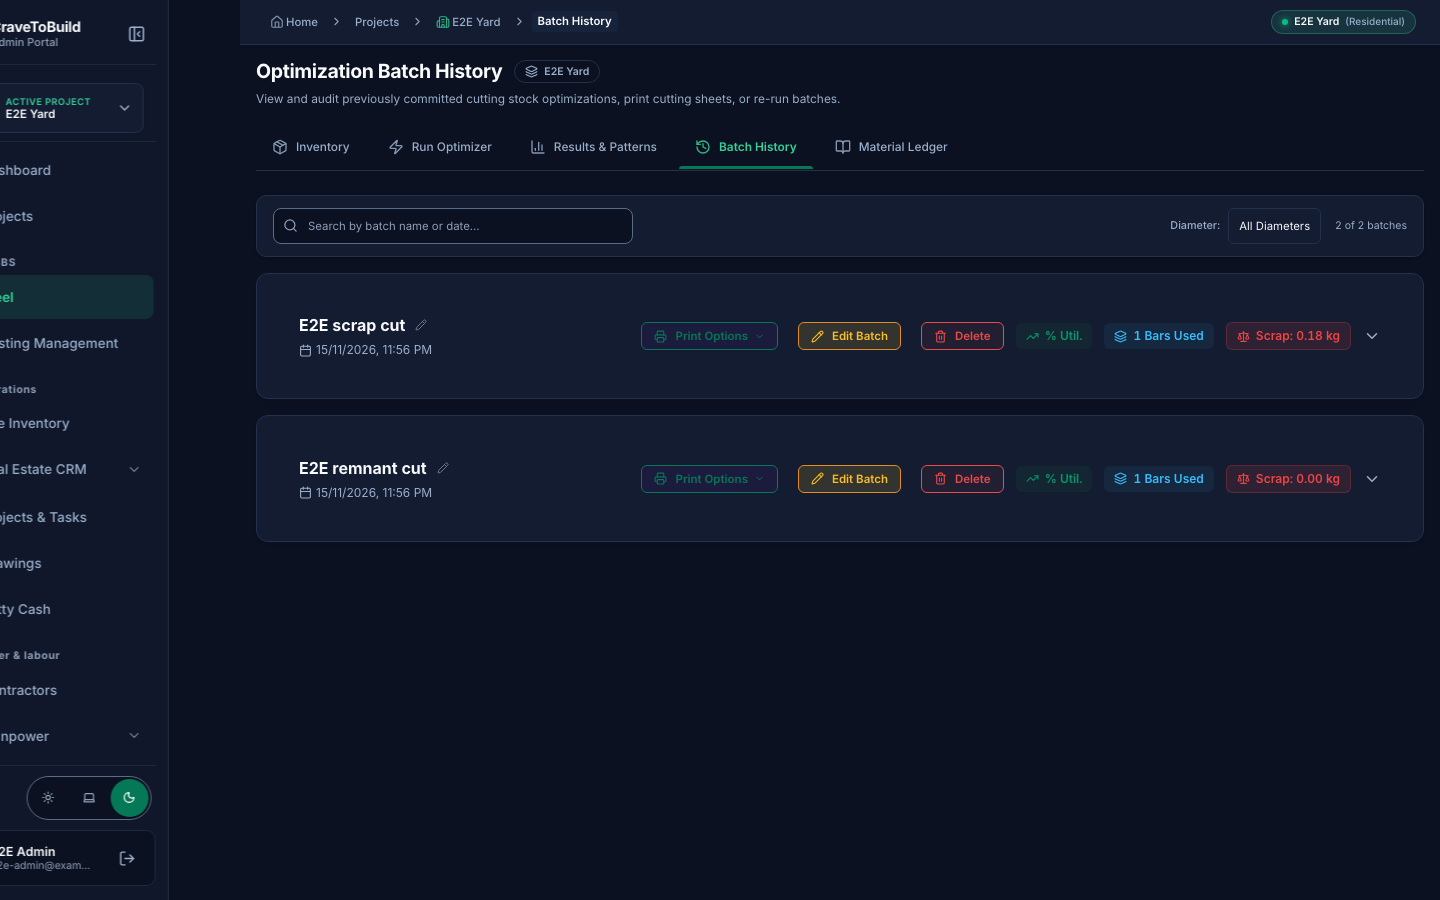 raveToBuild
dmin Portal
ACTIVE PROJECT
E2E Yard
shboard
ojects
BS
eel
sting Management
rations
e Inventory
al Estate CRM
ojects & Tasks
awings
tty Cash
er & labour
ntractors
npower
2E Admin
2e-admin@exam...
Home
Projects
E2E Yard
Batch History
E2E Yard (Residential)
Optimization Batch History
E2E Yard
View and audit previously committed cutting stock optimizations, print cutting sheets, or re-run batches.
Inventory
Run Optimizer
Results & Patterns
Batch History
Material Ledger
Search by batch name or date...
Diameter:
All Diameters
2 of 2 batches
E2E scrap cut
15/11/2026, 11:56 PM
Print Options
Edit Batch
Delete
% Util.
1 Bars Used
Scrap: 0.18 kg
E2E remnant cut
15/11/2026, 11:56 PM
Print Options
Edit Batch
Delete
% Util.
1 Bars Used
Scrap: 0.00 kg